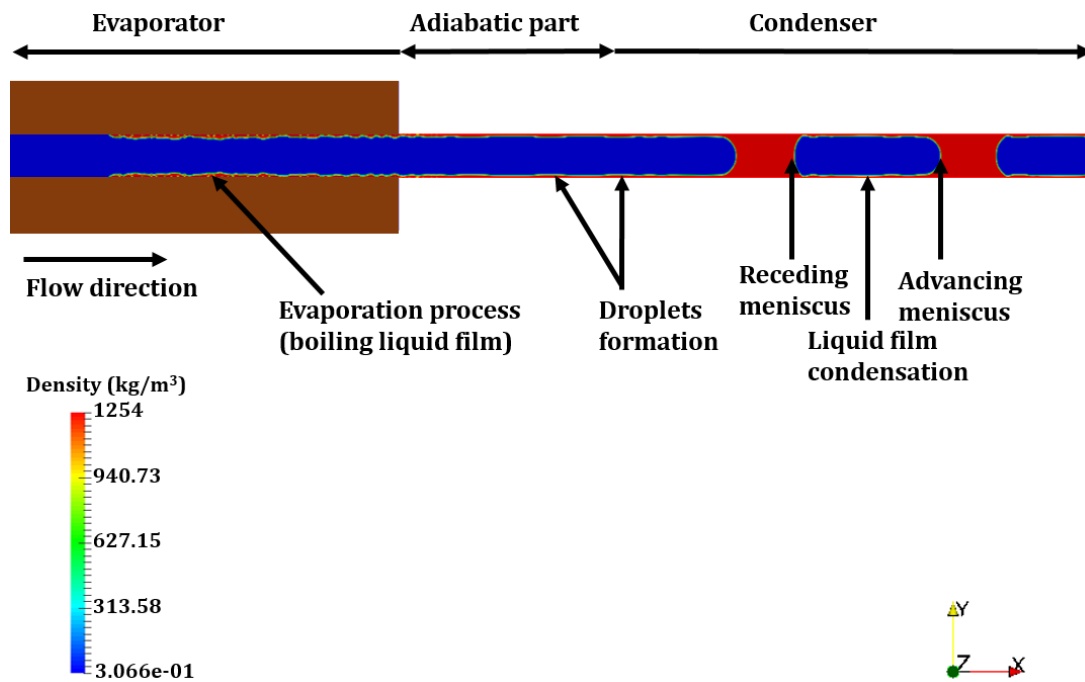 Evaporator
Adiabatic part
Condenser
Flow direction
Evaporation process
(boiling liquid film)
Droplets
formation
Receding
meniscus
Liquid film
condensation
Advancing
meniscus
Density (kg/m³)
1254
940.73
627.15
313.58
3.066e-01
Y
Z
X